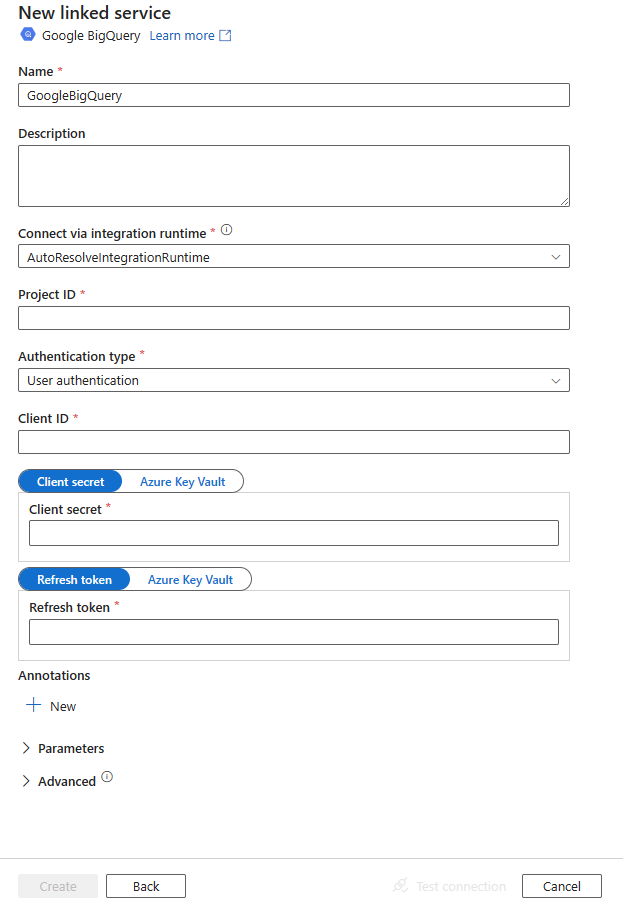 New linked service
Google BigQuery Learn more
Name *
GoogleBigQuery
Description
Connect via integration runtime *
AutoResolveIntegrationRuntime
Project ID *
Authentication type *
User authentication
Client ID *
Client secret Azure Key Vault
Client secret *
Refresh token Azure Key Vault
Refresh token *
Annotations
New
Parameters
Advanced
Create Back Test connection Cancel